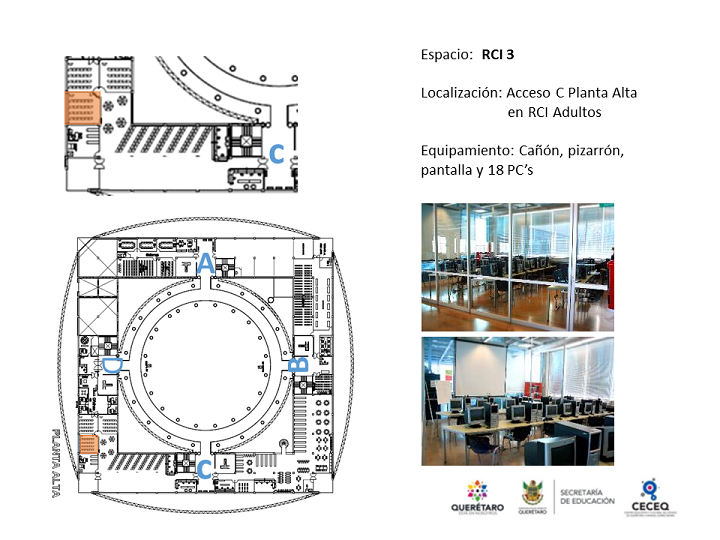 Espacio: RCI 3
Localización: Acceso C Planta Alta
en RCI Adultos
Equipamiento: Cañón, pizarrón,
pantalla y 18 PC’s
C
A
B
C
D
PLANTA ALTA
QUERÉTARO
QUERÉTARO
SECRETARÍA
DE EDUCACIÓN
CECEQ